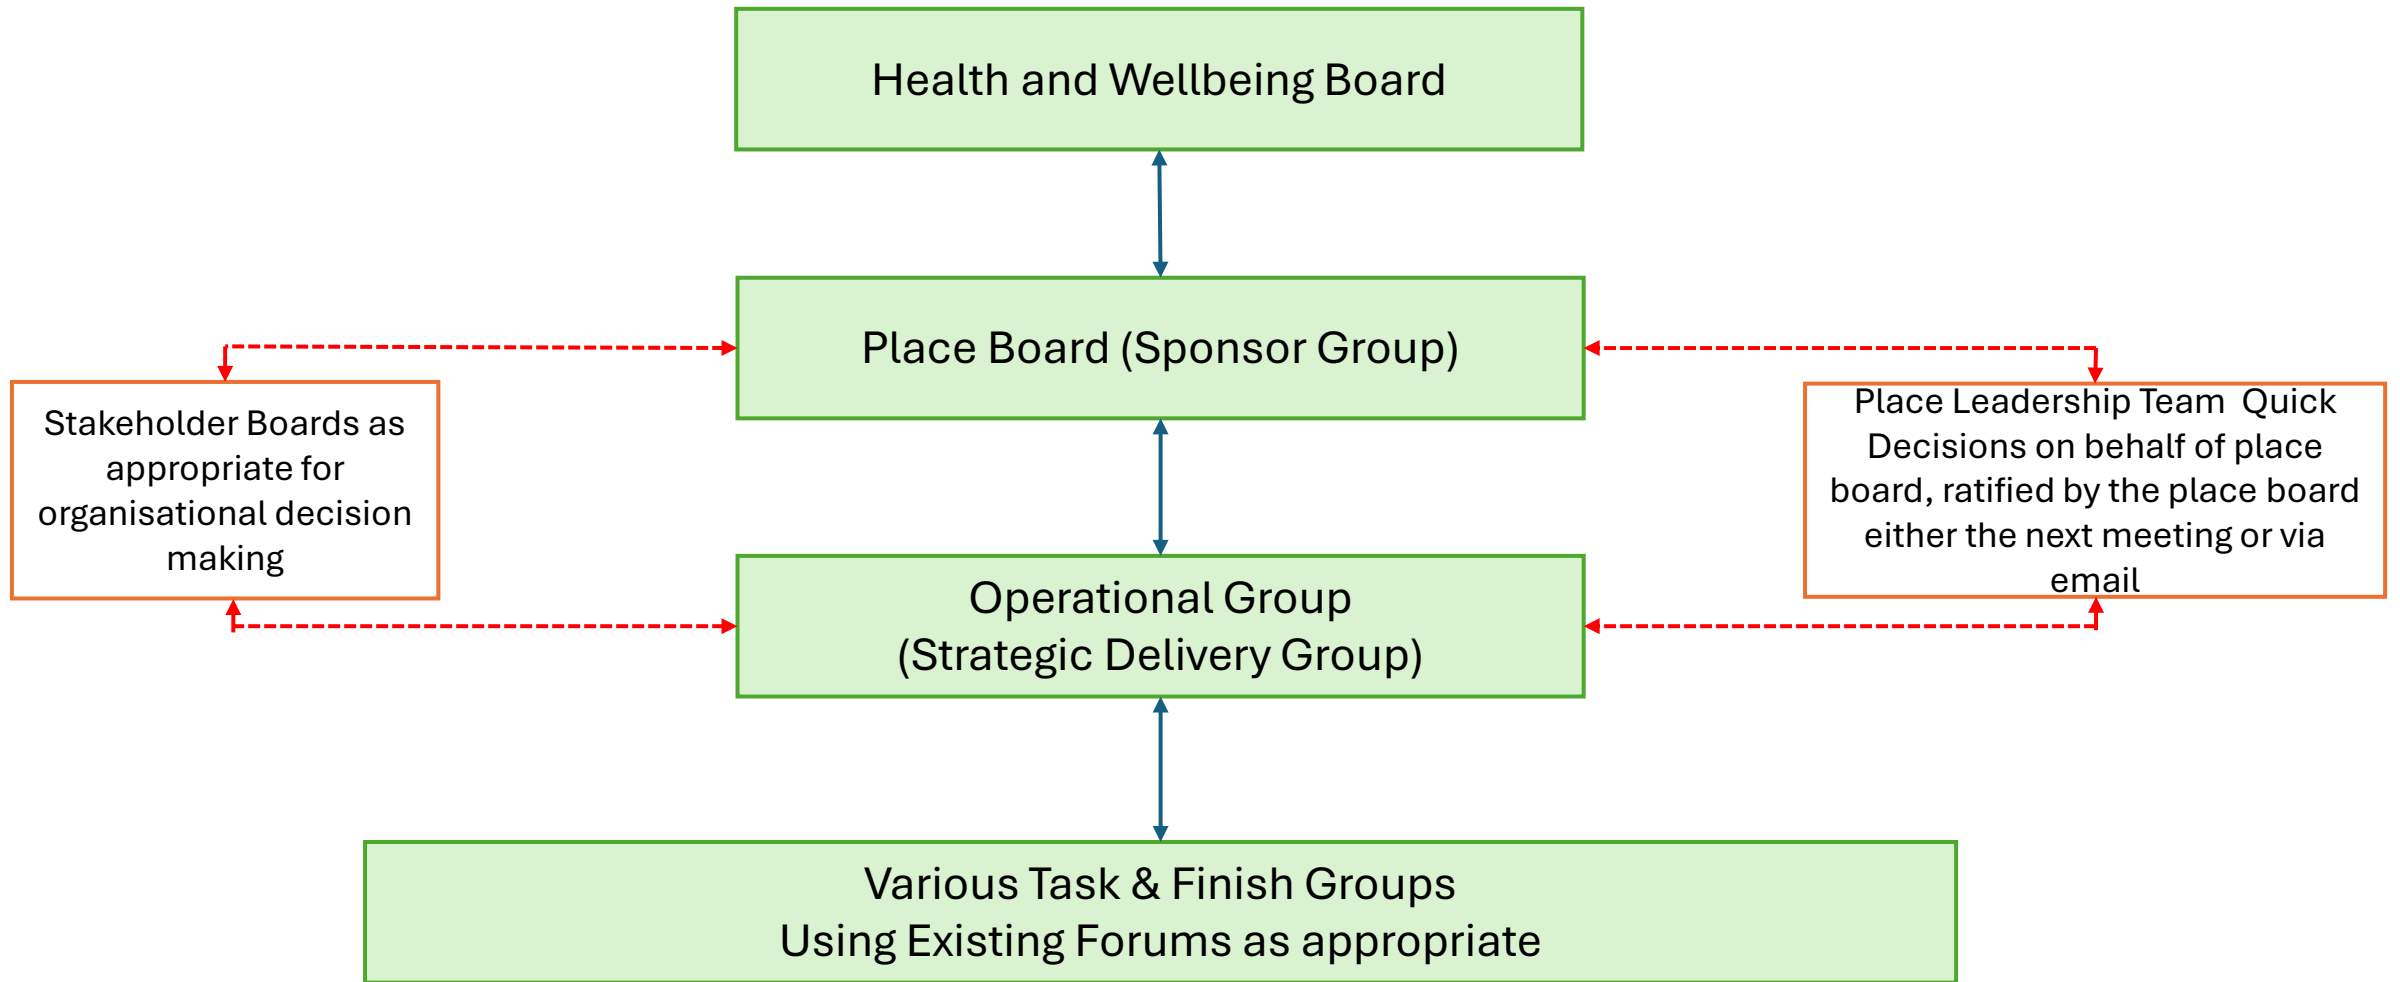 Health and Wellbeing Board
Place Board (Sponsor Group)
Stakeholder Boards as
appropriate for
organisational decision
making
Place Leadership Team  Quick
Decisions on behalf of place
board, ratified by the place board
either the next meeting or via
email
Operational Group
(Strategic Delivery Group)
Various Task & Finish Groups
Using Existing Forums as appropriate